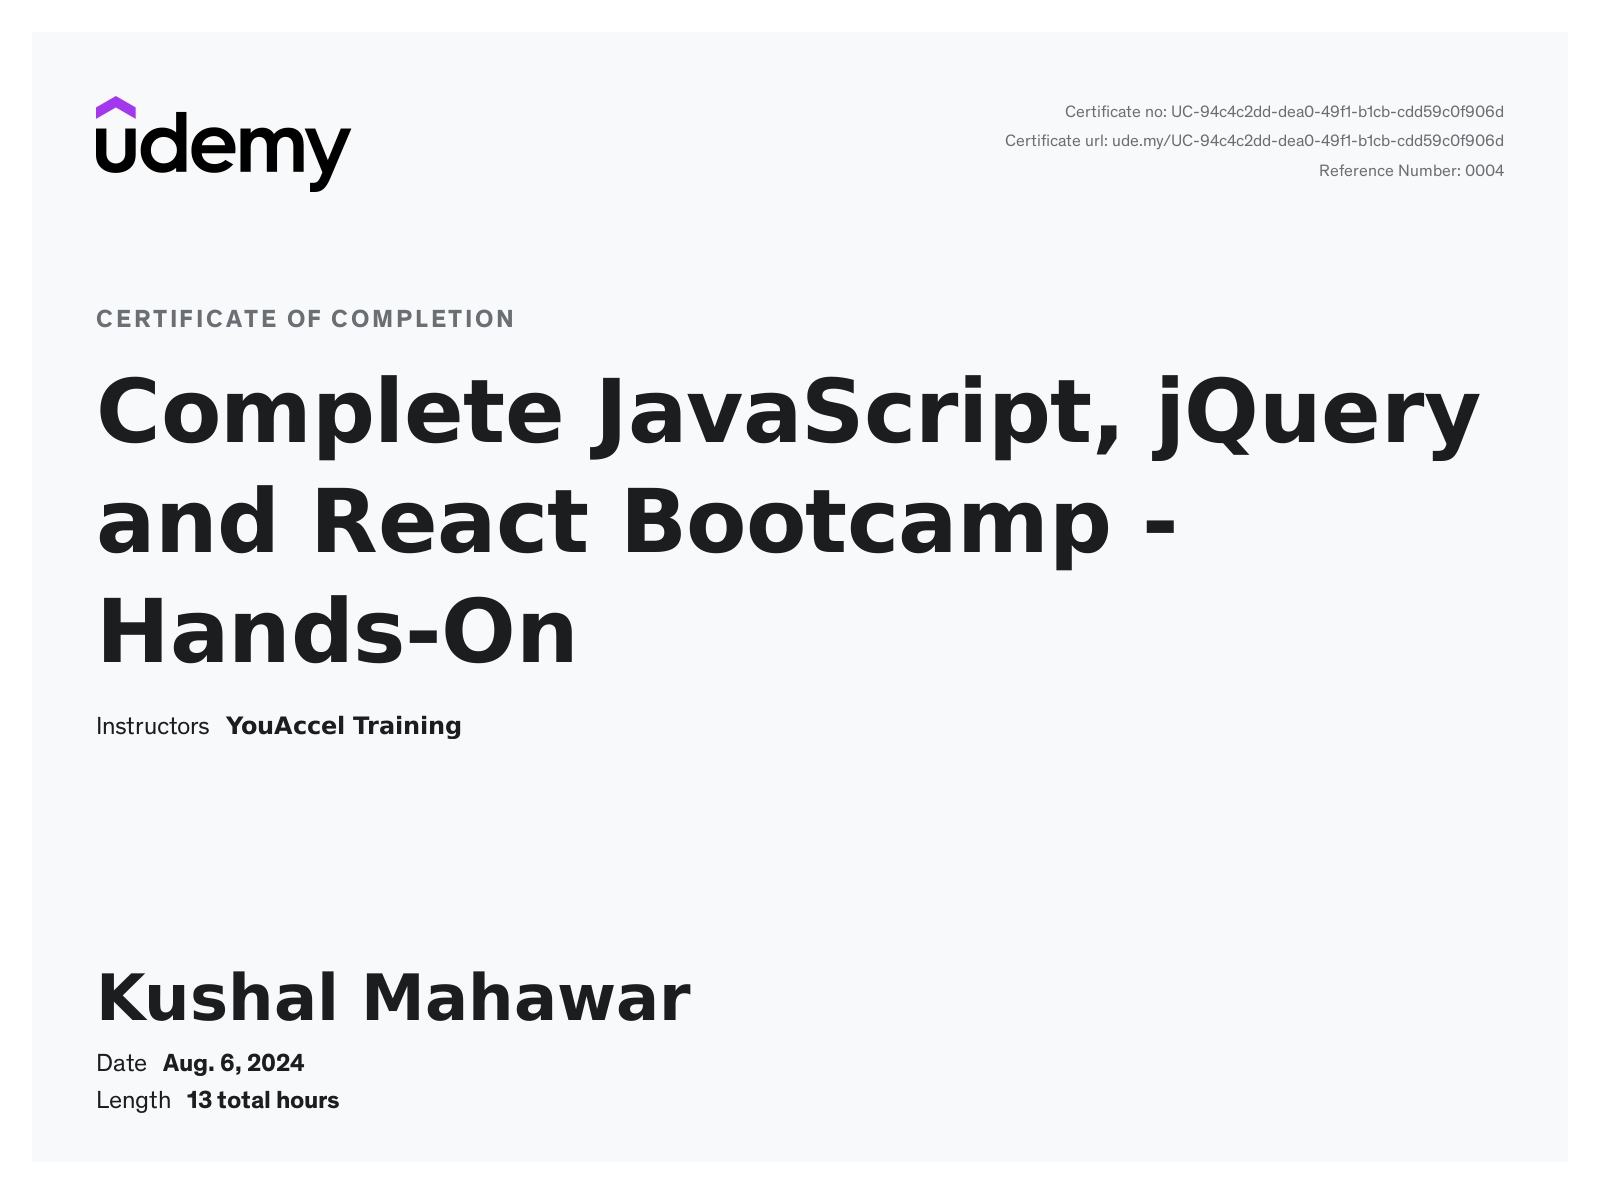 udemy
Certificate no: UC-94c4c2dd-dea0-49f1-b1cb-cdd59c0f906d
Certificate url: ude.my/UC-94c4c2dd-dea0-49f1-b1cb-cdd59c0f906d
Reference Number: 0004
CERTIFICATE OF COMPLETION
Complete JavaScript, jQuery
and React Bootcamp -
Hands-On
Instructors YouAccel Training
Kushal Mahawar
Date Aug. 6, 2024
Length 13 total hours